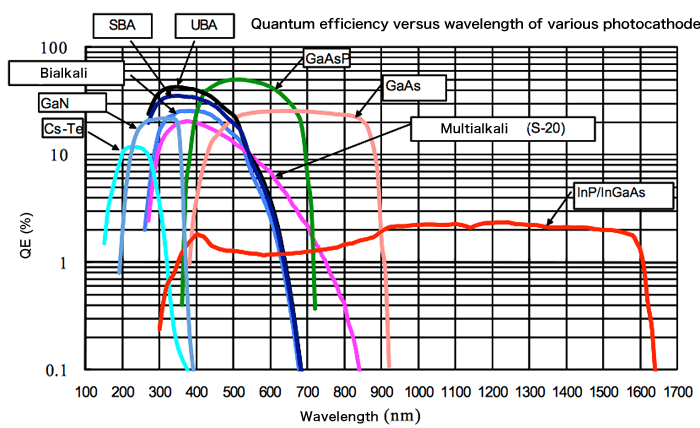 SBA
UBA
Quantum efficiency versus wavelength of various photocathode
100
GaAsP
Bialkali
GaAs
GaN
Cs-Te
Multialkali (S-20)
10
InP/InGaAs
QE (%)
1
0.1
100 200 300 400 500 600 700 800 900 1000 1100 1200 1300 1400 1500 1600 1700
Wavelength (nm)